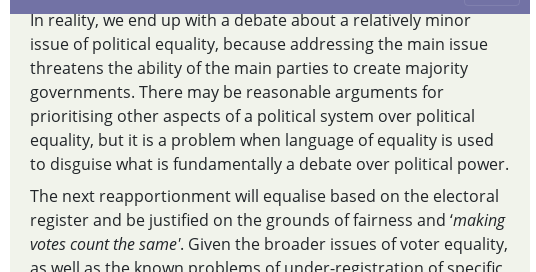 In reality, we end up with a debate about a relatively minor
issue of political equality, because addressing the main issue
threatens the ability of the main parties to create majority
governments. There may be reasonable arguments for
prioritising other aspects of a political system over political
equality, but it is a problem when language of equality is used
to disguise what is fundamentally a debate over political power.
The next reapportionment will equalise based on the electoral
register and be justified on the grounds of fairness and ‘making
votes count the same'. Given the broader issues of voter equality,
as well as the known problems of under-registration of specific